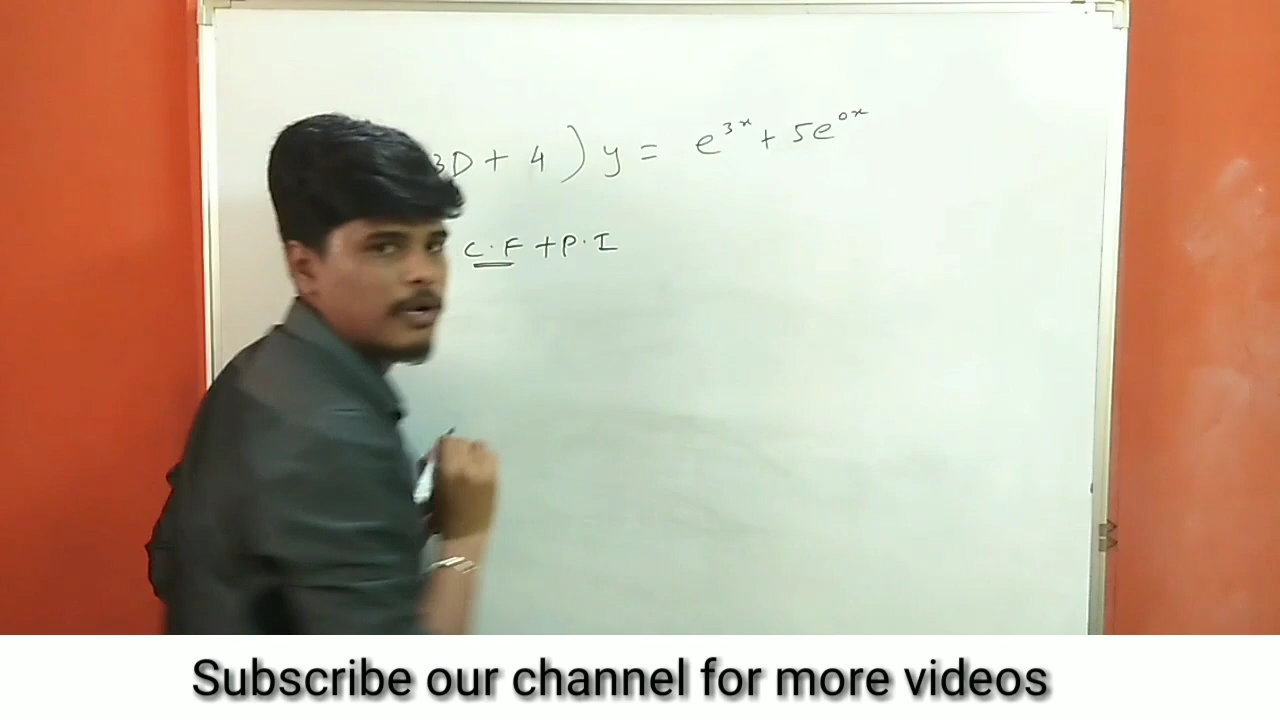 3D + 4 ) y = e^{3x} + 5e^{0x}
C.F + P.I
Subscribe our channel for more videos